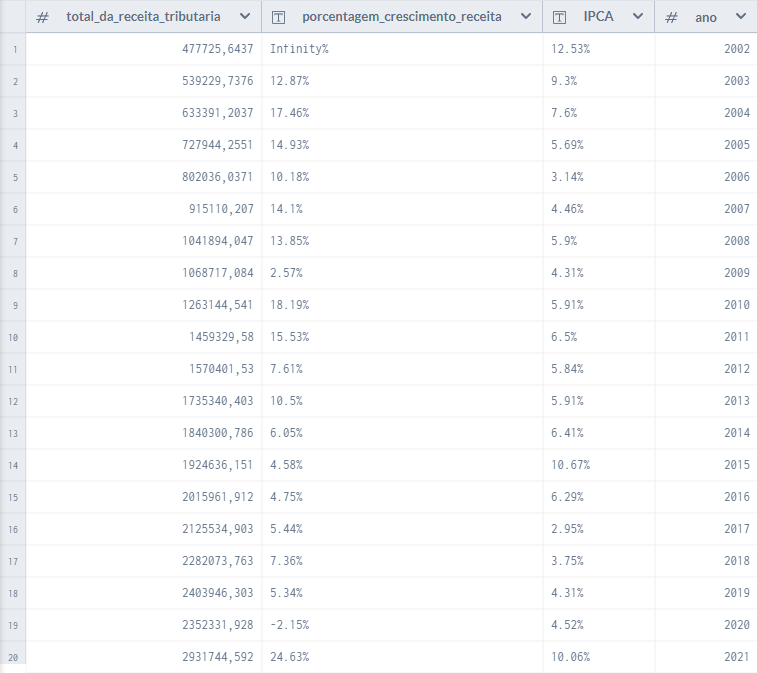 # total_da_receita_tributaria T porcentagem_crescimento_receita T IPCA # ano
1 477725,6437 Infinity% 12.53% 2002
2 539229,7376 12.87% 9.3% 2003
3 633391,2037 17.46% 7.6% 2004
4 727944,2551 14.93% 5.69% 2005
5 802036,0371 10.18% 3.14% 2006
6 915110,207 14.1% 4.46% 2007
7 1041894,047 13.85% 5.9% 2008
8 1068717,084 2.57% 4.31% 2009
9 1263144,541 18.19% 5.91% 2010
10 1459329,58 15.53% 6.5% 2011
11 1570401,53 7.61% 5.84% 2012
12 1735340,403 10.5% 5.91% 2013
13 1840300,786 6.05% 6.41% 2014
14 1924636,151 4.58% 10.67% 2015
15 2015961,912 4.75% 6.29% 2016
16 2125534,903 5.44% 2.95% 2017
17 2282073,763 7.36% 3.75% 2018
18 2403946,303 5.34% 4.31% 2019
19 2352331,928 -2.15% 4.52% 2020
20 2931744,592 24.63% 10.06% 2021